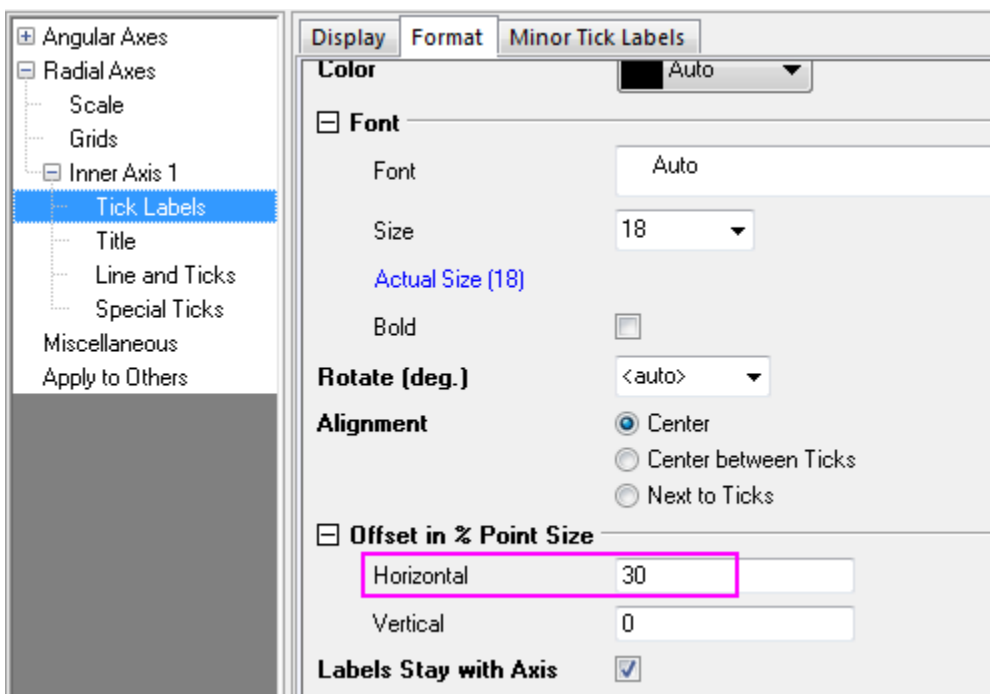 Angular Axes
Radial Axes
Scale
Grids
Inner Axis 1
Tick Labels
Title
Line and Ticks
Special Ticks
Miscellaneous
Apply to Others
Display Format Minor Tick Labels
Color Auto
Font
Font Auto
Size 18
Actual Size (18)
Bold
Rotate (deg.) <auto>
Alignment Center
Center between Ticks
Next to Ticks
Offset in % Point Size
Horizontal 30
Vertical 0
Labels Stay with Axis